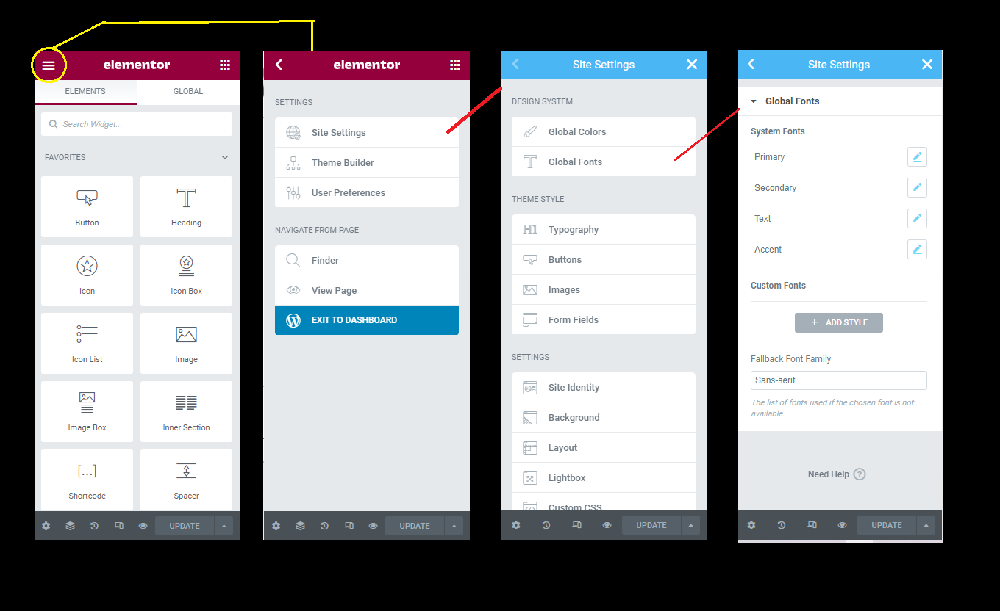 elementor
ELEMENTS
GLOBAL
Search Widget...
FAVORITES
Button
Heading
Icon
Icon Box
Icon List
Image
Image Box
Inner Section
Shortcode
Spacer
UPDATE
elementor
SETTINGS
Site Settings
Theme Builder
User Preferences
NAVIGATE FROM PAGE
Finder
View Page
EXIT TO DASHBOARD
UPDATE
Site Settings
DESIGN SYSTEM
Global Colors
Global Fonts
THEME STYLE
H1 Typography
Buttons
Images
Form Fields
SETTINGS
Site Identity
Background
Layout
Lightbox
Custom CSS
UPDATE
Site Settings
Global Fonts
System Fonts
Primary
Secondary
Text
Accent
Custom Fonts
+ ADD STYLE
Fallback Font Family
Sans-serif
The list of fonts used if the chosen font is not
available.
Need Help ?
UPDATE